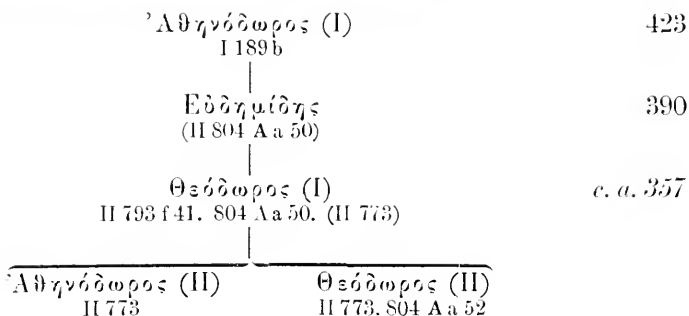 Ἀθηνόδωρος (I) 423
I 189 b
Εὐδημίδης 390
(II 804 A a 50)
Θεόδωρος (I) c. a. 357
II 793 f 41. 804 A a 50. (II 773)
Ἀθηνόδωρος (II) Θεόδωρος (II)
II 773 II 773. 804 A a 52